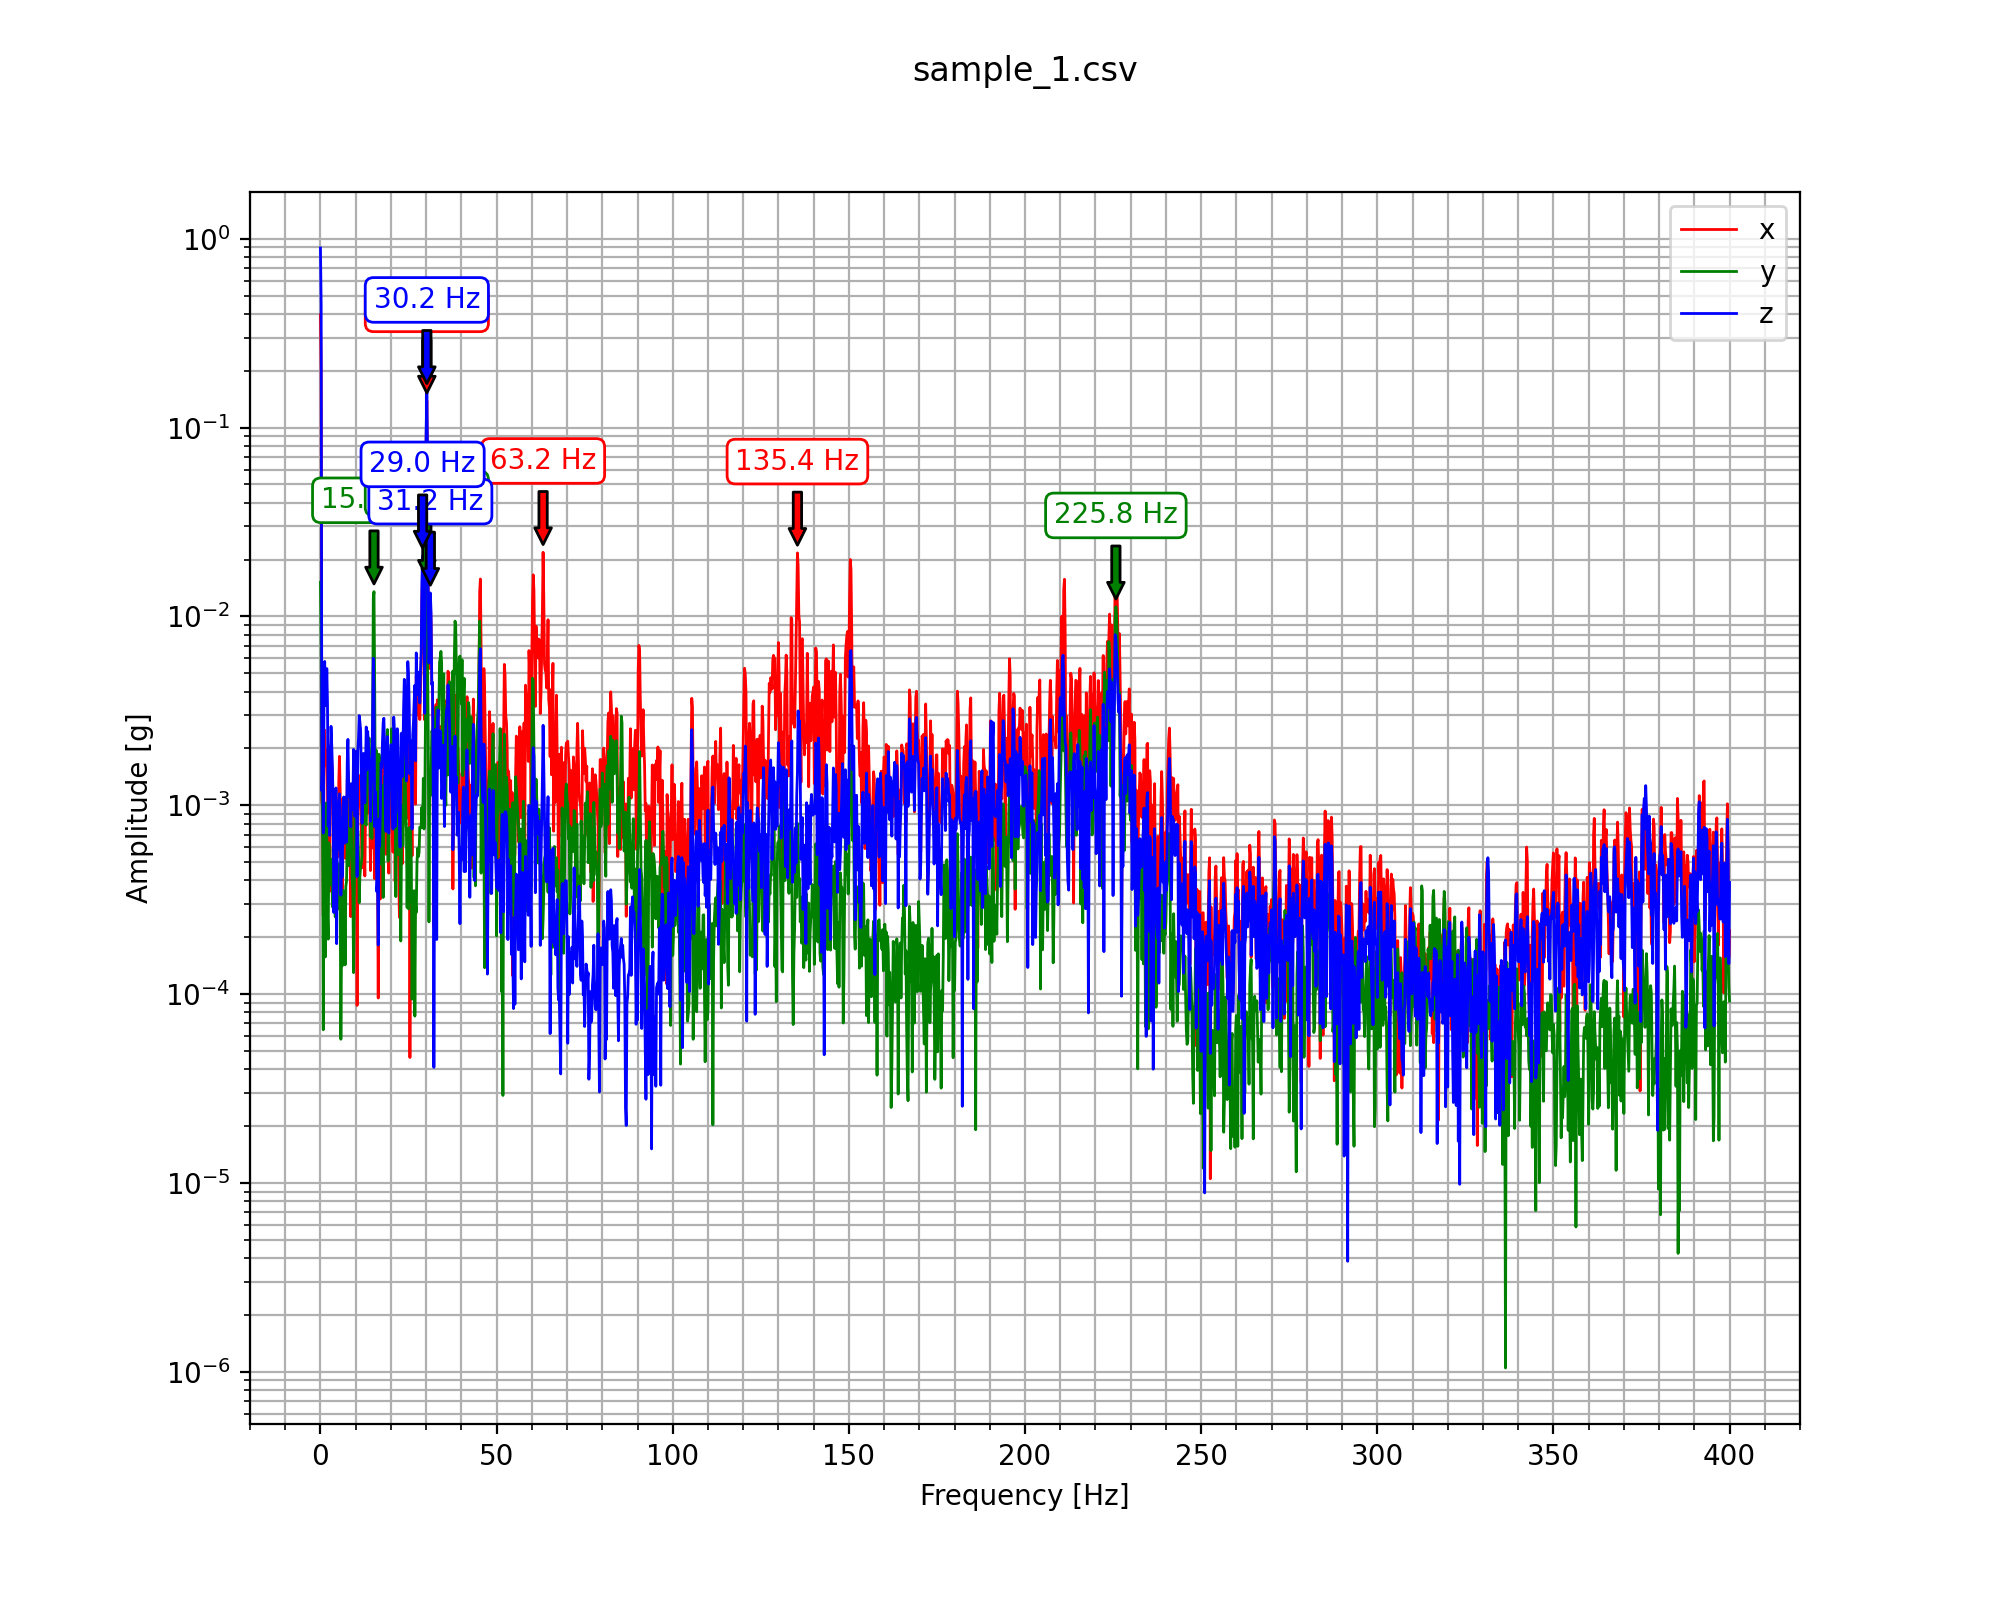 sample_1.csv
x
y
z
10⁰
10⁻¹
10⁻²
10⁻³
10⁻⁴
10⁻⁵
10⁻⁶
Amplitude [g]
30.2 Hz
29.0 Hz
63.2 Hz
135.4 Hz
31.2 Hz
225.8 Hz
0 50 100 150 200 250 300 350 400
Frequency [Hz]